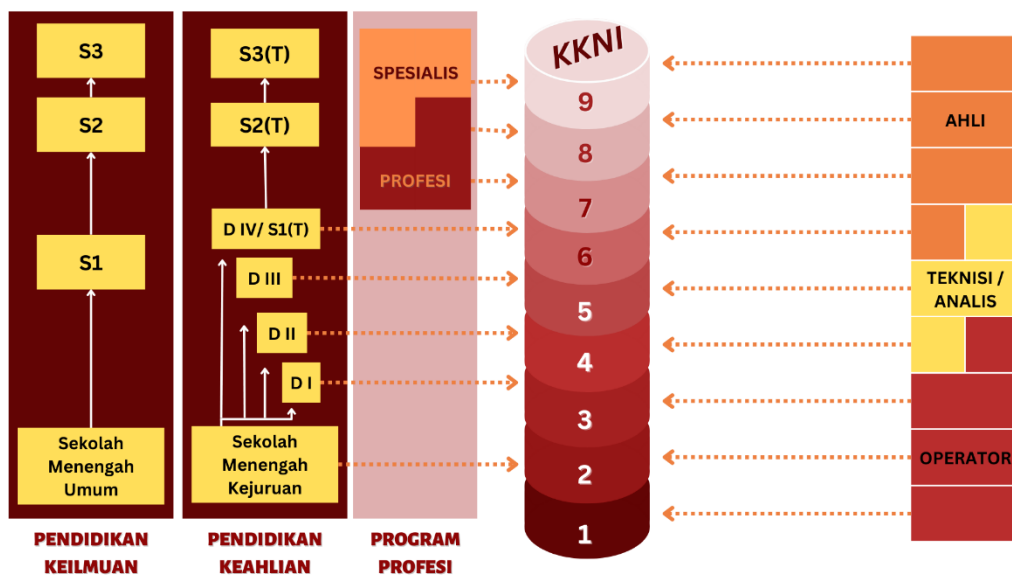 S3
S2
S1
Sekolah
Menengah
Umum
PENDIDIKAN
KEILMUAN
S3(T)
S2(T)
D IV/ S1(T)
D III
D II
D I
Sekolah
Menengah
Kejuruan
PENDIDIKAN
KEAHLIAN
SPESIALIS
PROFESI
PROGRAM
PROFESI
KKNI
9
8
7
6
5
4
3
2
1
AHLI
TEKNISI /
ANALIS
OPERATOR